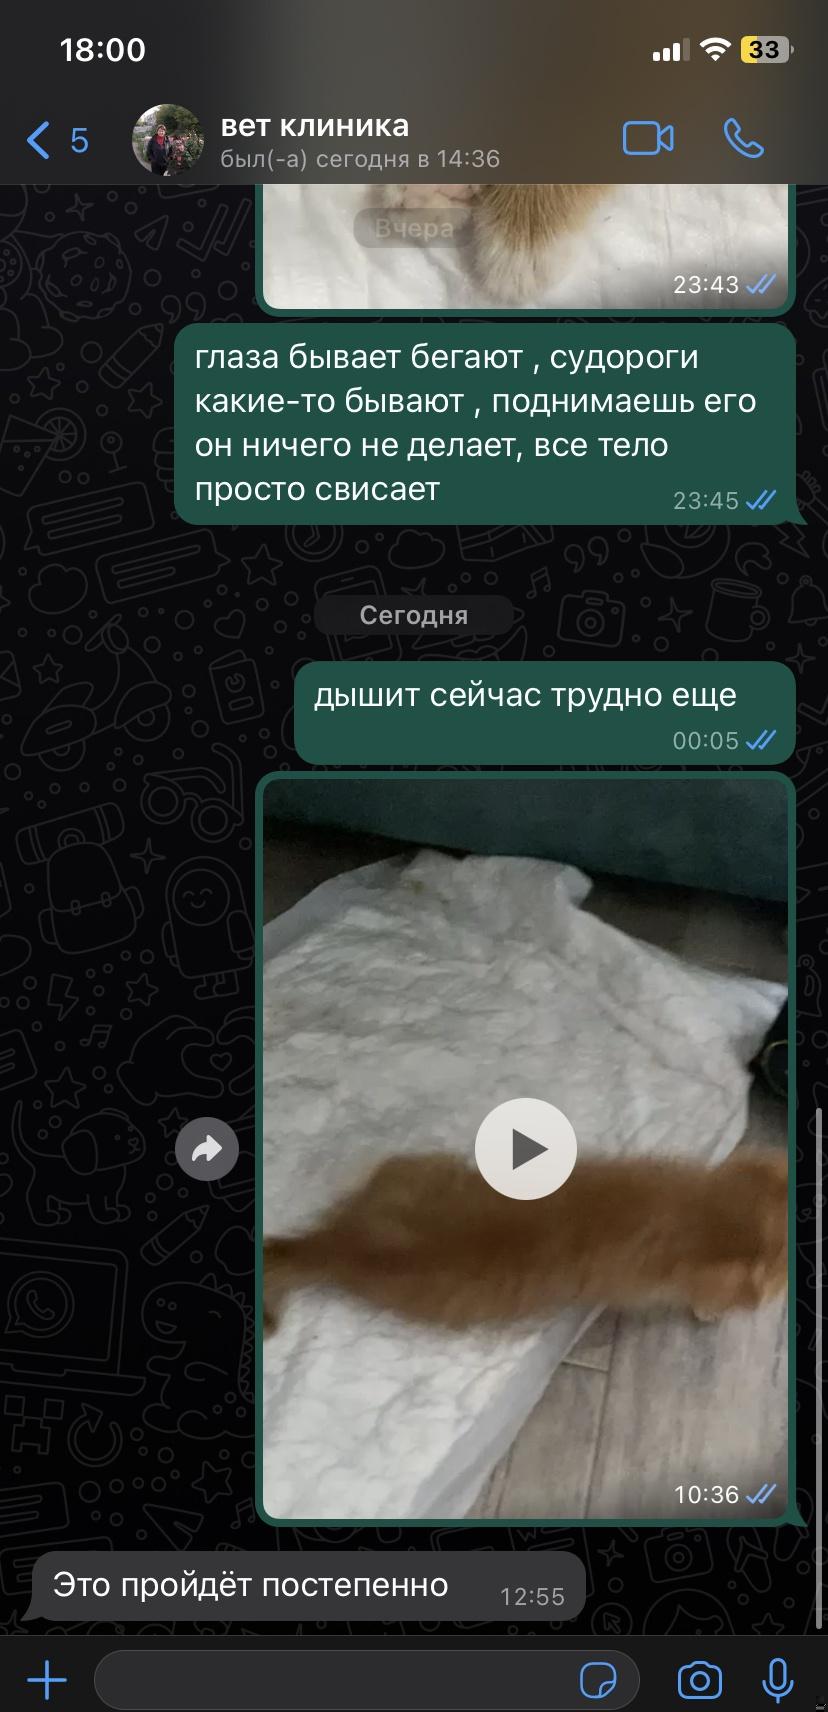 18:00
33
5
вет клиника
был(-а) сегодня в 14:36
Вчера
23:43
глаза бывает бегают , судороги
какие-то бывают , поднимаешь его
он ничего не делает, все тело
просто свисает
23:45
Сегодня
дышит сейчас трудно еще
00:05
10:36
Это пройдёт постепенно
12:55